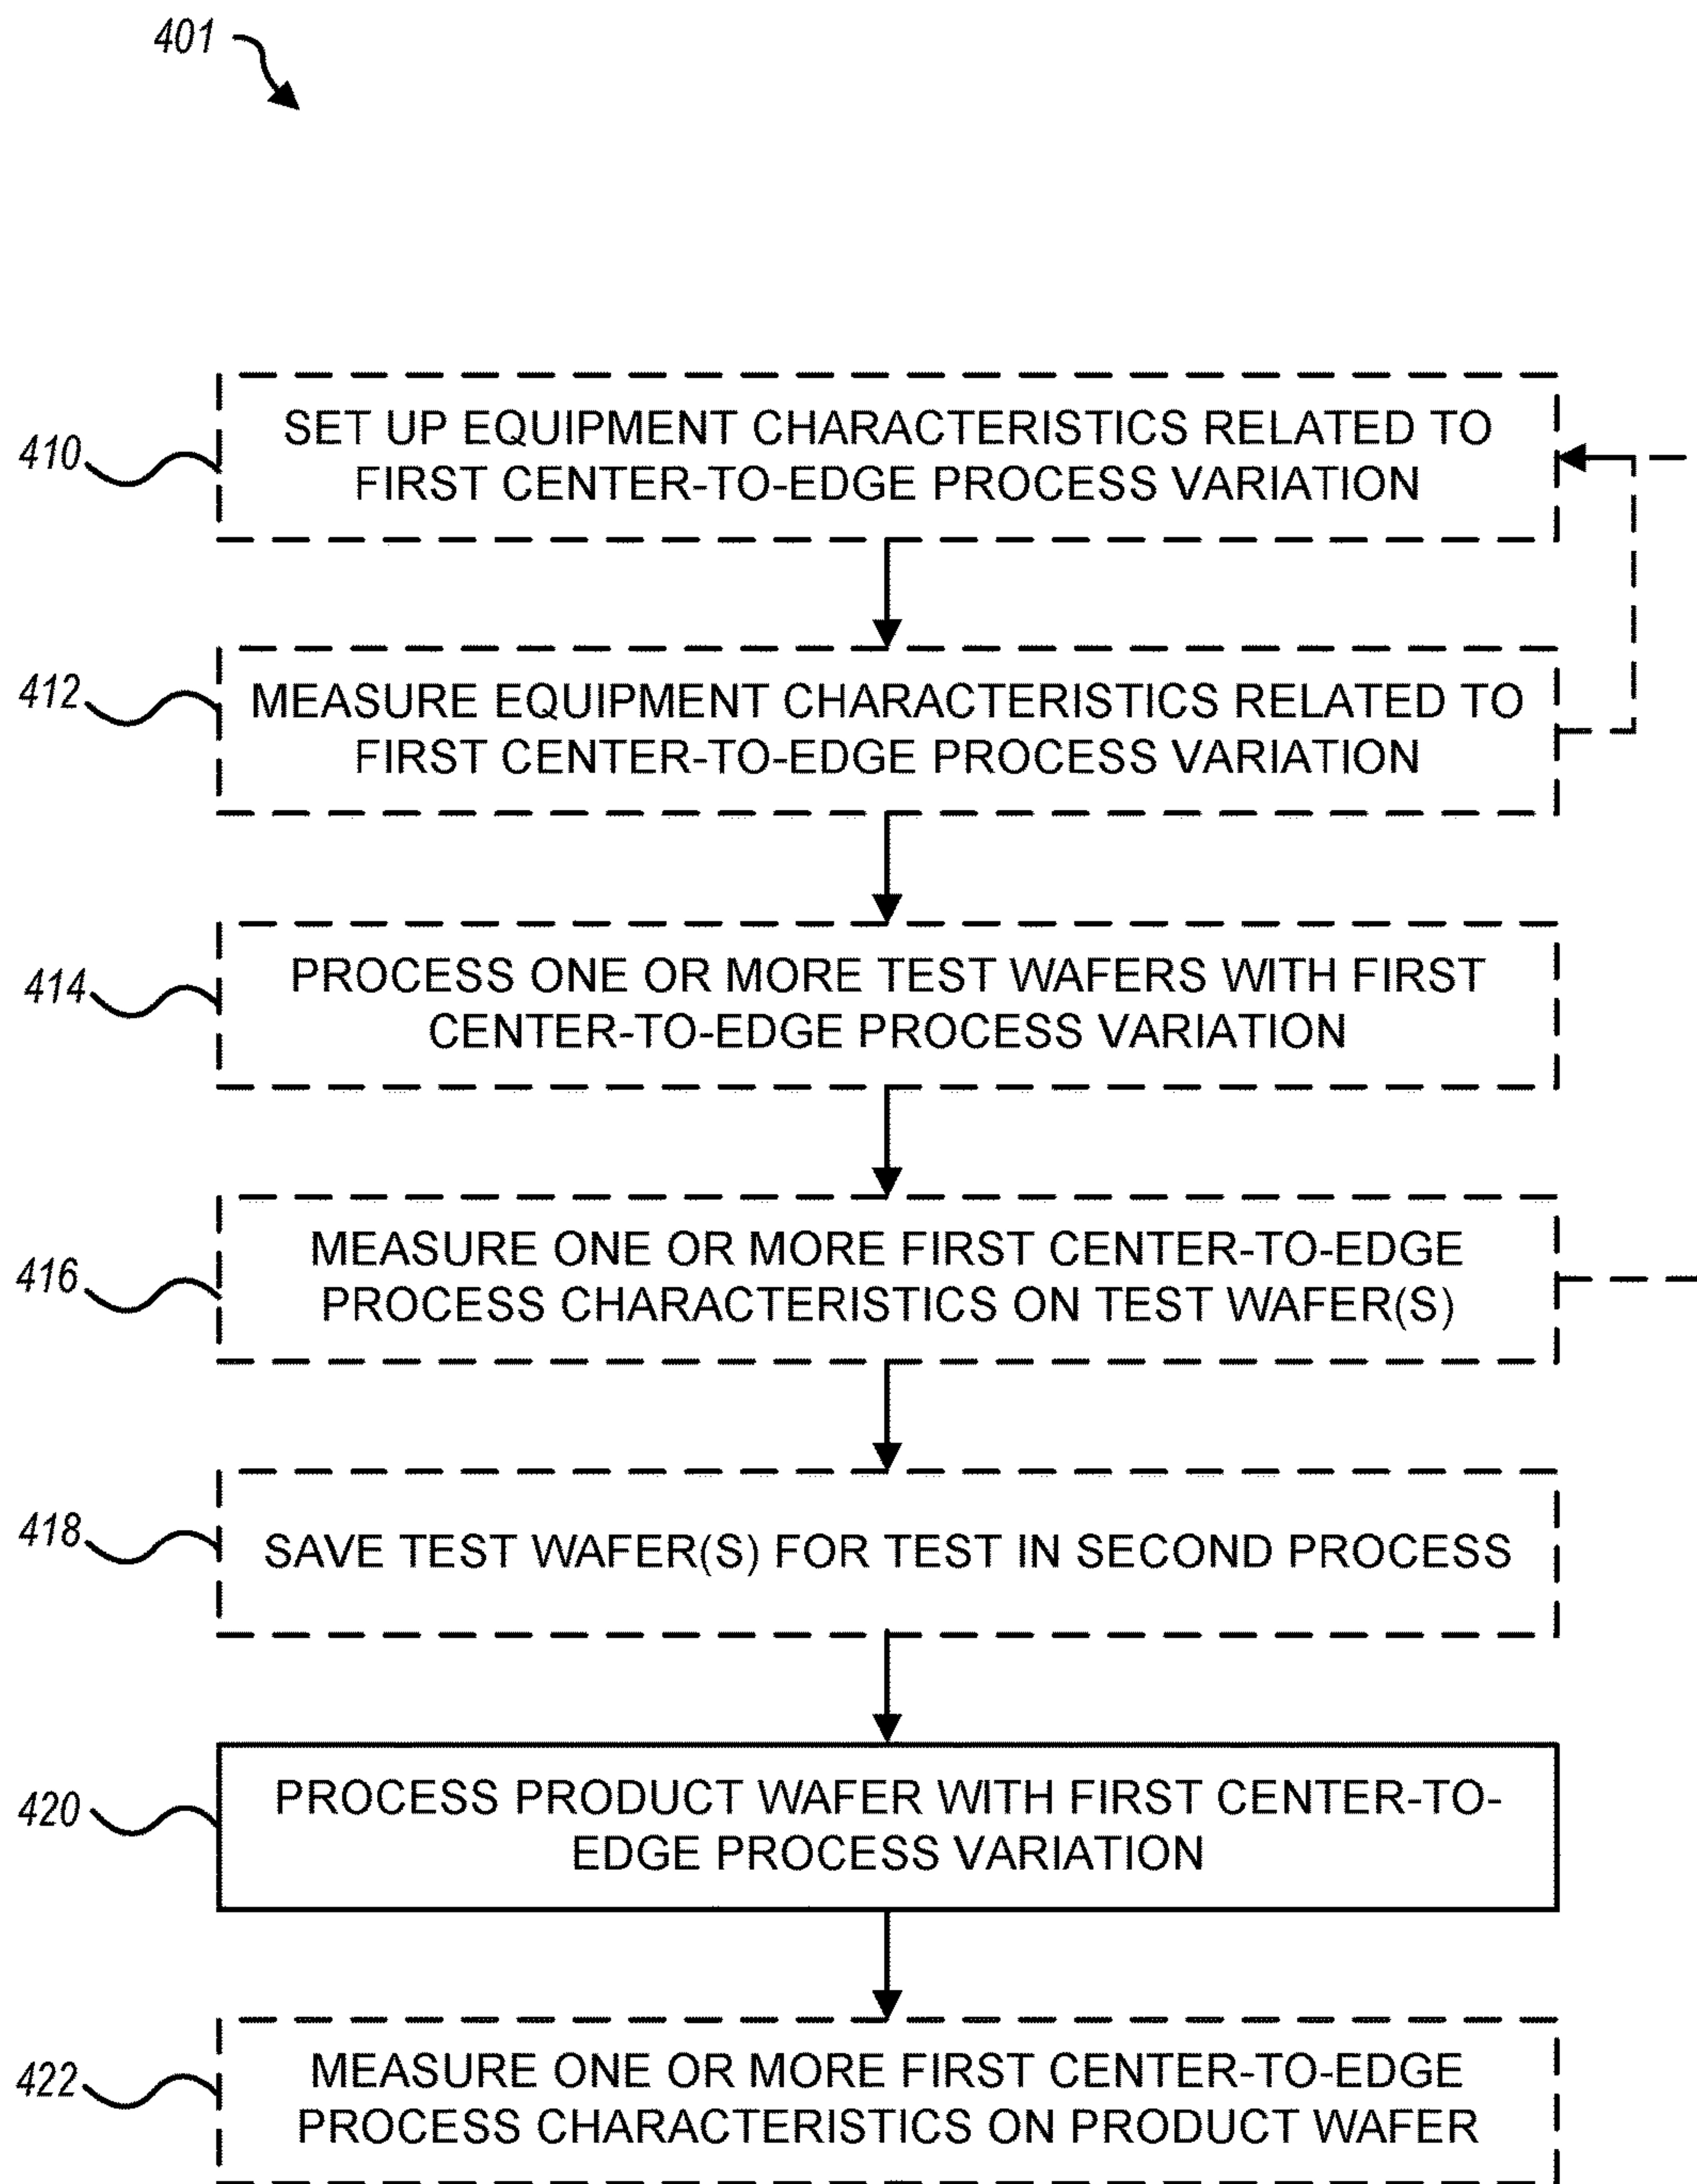 401
410
SET UP EQUIPMENT CHARACTERISTICS RELATED TO
FIRST CENTER-TO-EDGE PROCESS VARIATION
412
MEASURE EQUIPMENT CHARACTERISTICS RELATED TO
FIRST CENTER-TO-EDGE PROCESS VARIATION
414
PROCESS ONE OR MORE TEST WAFERS WITH FIRST
CENTER-TO-EDGE PROCESS VARIATION
416
MEASURE ONE OR MORE FIRST CENTER-TO-EDGE
PROCESS CHARACTERISTICS ON TEST WAFER(S)
418
SAVE TEST WAFER(S) FOR TEST IN SECOND PROCESS
420
PROCESS PRODUCT WAFER WITH FIRST CENTER-TO-
EDGE PROCESS VARIATION
422
MEASURE ONE OR MORE FIRST CENTER-TO-EDGE
PROCESS CHARACTERISTICS ON PRODUCT WAFER